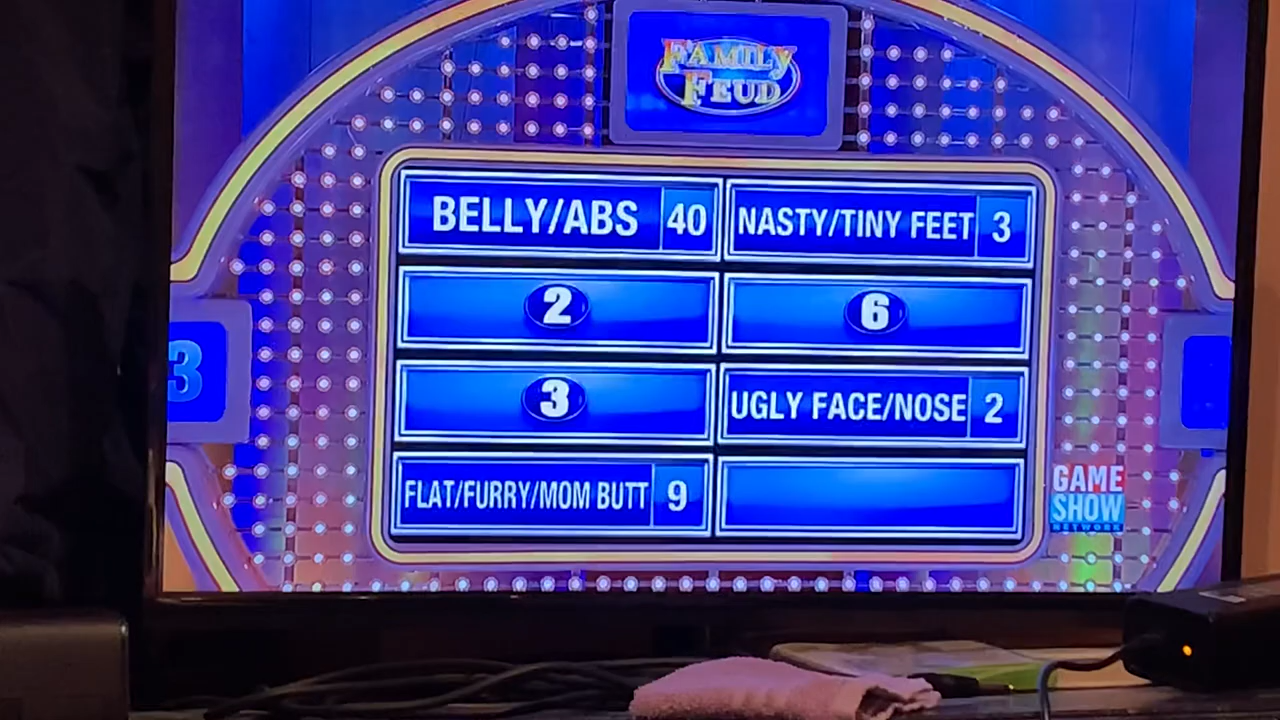 FAMILY
FEUD
BELLY/ABS 40
NASTY/TINY FEET 3
2
6
3
3
UGLY FACE/NOSE 2
FLAT/FURRY/MOM BUTT 9
GAME
SHOW
NETWORK